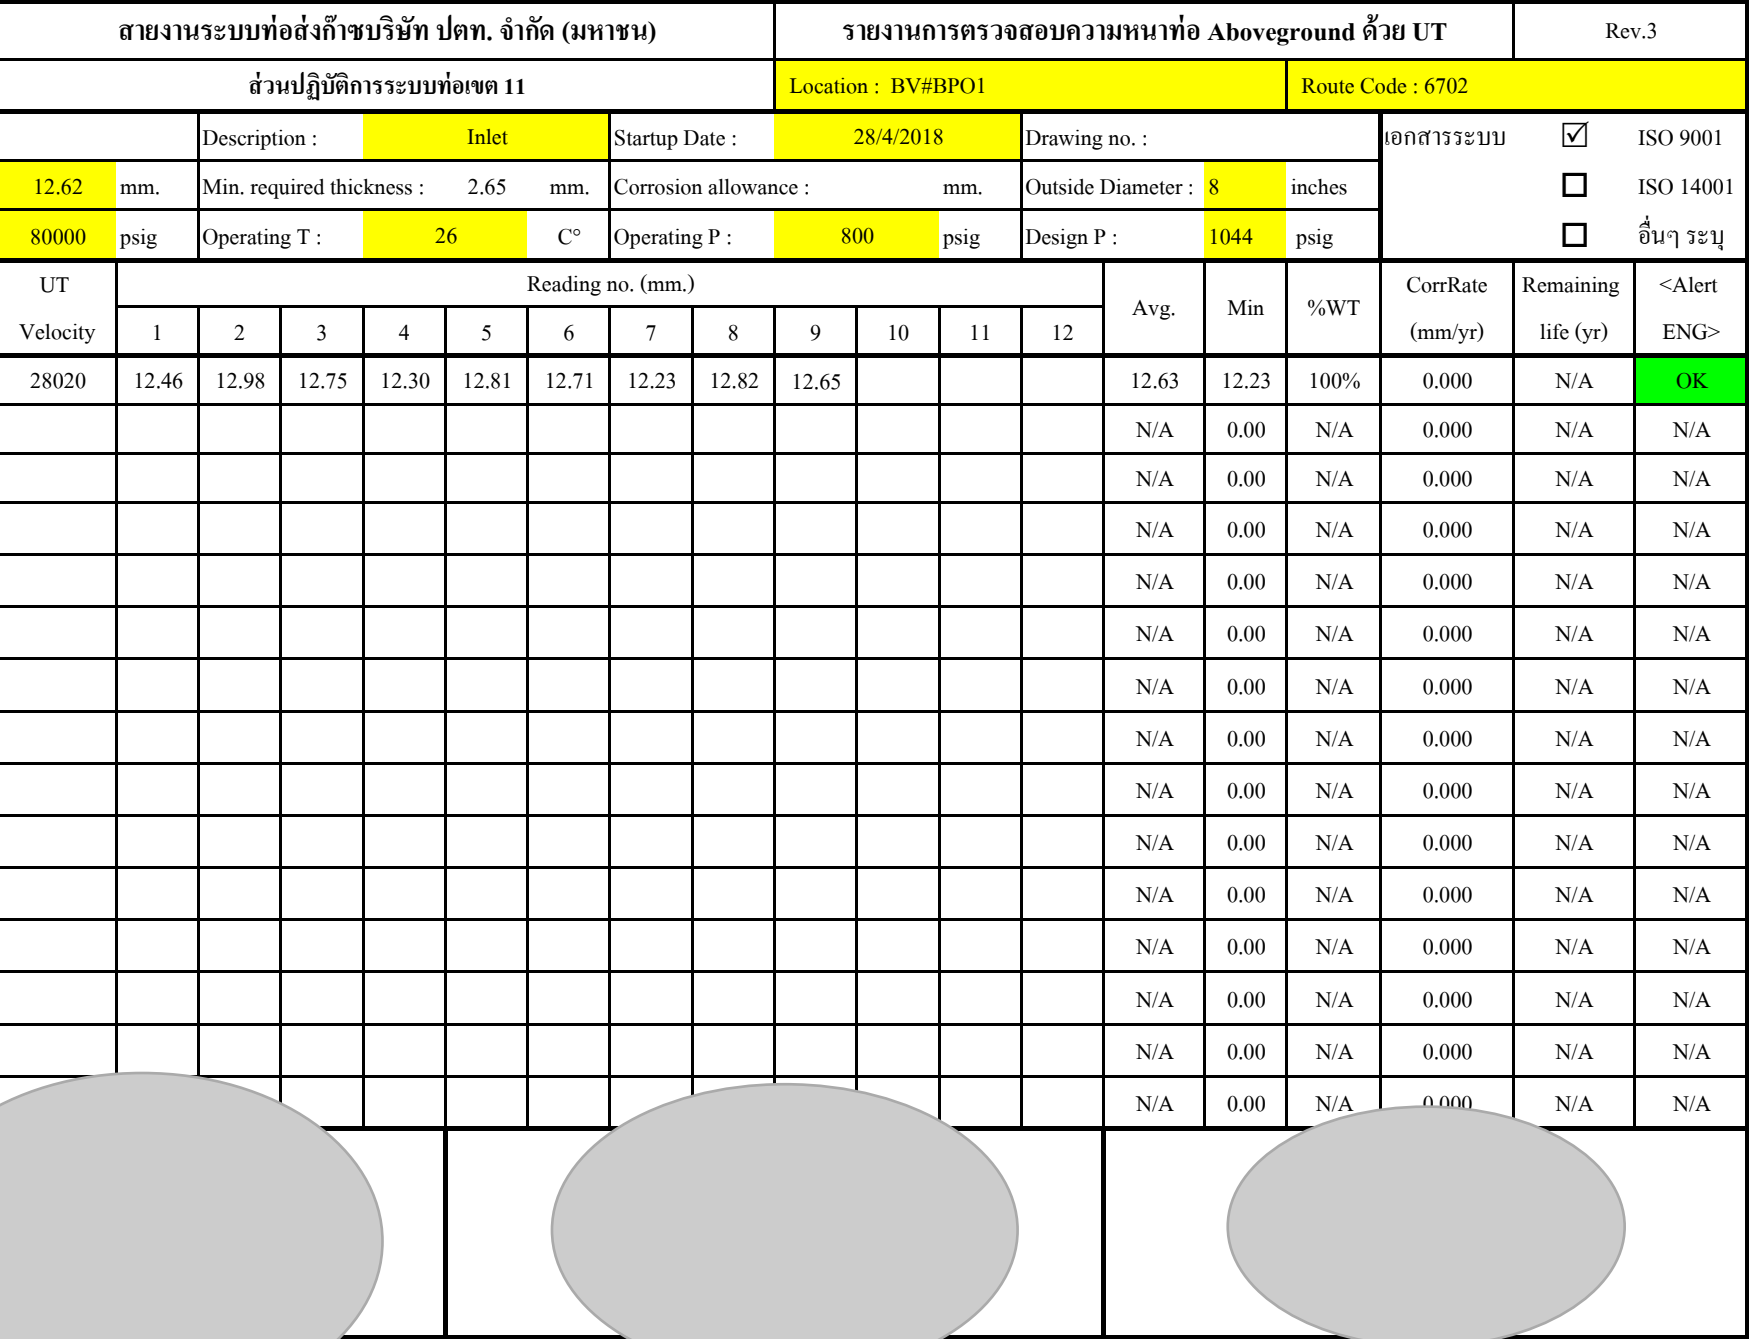 สายงานระบบท่อส่งก๊าซบริษัท ปตท. จำกัด (มหาชน) รายงานการตรวจสอบความหนาท่อ Aboveground ด้วย UT Rev.3
ส่วนปฏิบัติการระบบท่อเขต 11 Location : BV#BPO1 Route Code : 6702
Description : Inlet Startup Date : 28/4/2018 Drawing no. : เอกสารระบบ ☑ ISO 9001
12.62 mm. Min. required thickness : 2.65 mm. Corrosion allowance : mm. Outside Diameter : 8 inches ☐ ISO 14001
80000 psig Operating T : 26 C° Operating P : 800 psig Design P : 1044 psig ☐ อื่นๆ ระบุ
UT Reading no. (mm.) Avg. Min %WT CorrRate Remaining <Alert
Velocity 1 2 3 4 5 6 7 8 9 10 11 12 (mm/yr) life (yr) ENG>
28020 12.46 12.98 12.75 12.30 12.81 12.71 12.23 12.82 12.65 12.63 12.23 100% 0.000 N/A OK
N/A 0.00 N/A 0.000 N/A N/A
N/A 0.00 N/A 0.000 N/A N/A
N/A 0.00 N/A 0.000 N/A N/A
N/A 0.00 N/A 0.000 N/A N/A
N/A 0.00 N/A 0.000 N/A N/A
N/A 0.00 N/A 0.000 N/A N/A
N/A 0.00 N/A 0.000 N/A N/A
N/A 0.00 N/A 0.000 N/A N/A
N/A 0.00 N/A 0.000 N/A N/A
N/A 0.00 N/A 0.000 N/A N/A
N/A 0.00 N/A 0.000 N/A N/A
N/A 0.00 N/A 0.000 N/A N/A
N/A 0.00 N/A 0.000 N/A N/A
N/A 0.00 N/A 0.000 N/A N/A